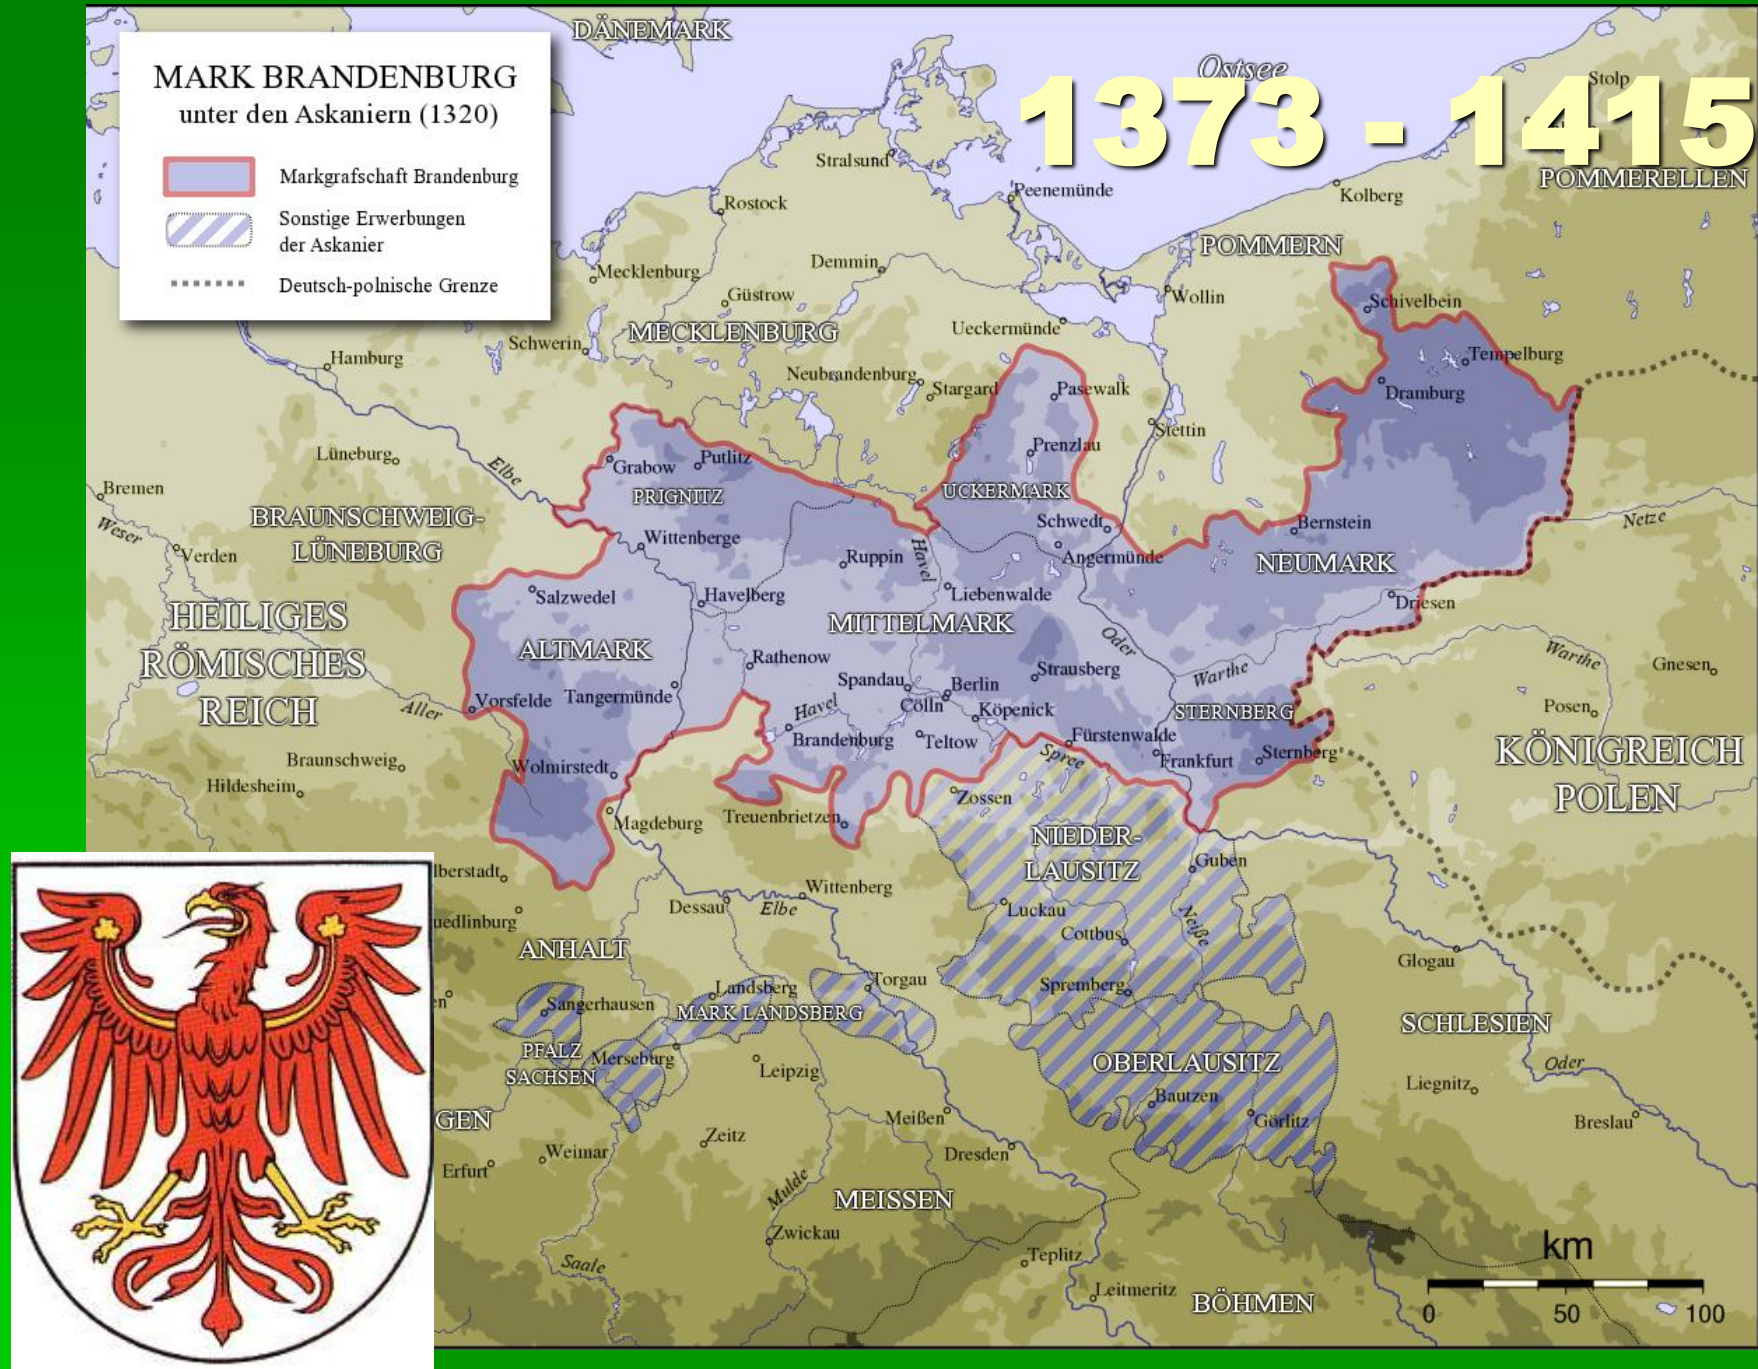 DÄNEMARK
Ostsee
1373 - 1415
MARK BRANDENBURG
unter den Askaniern (1320)
Markgrafschaft Brandenburg
Sonstige Erwerbungen
der Askanier
Deutsch-polnische Grenze
Stolp
Stralsund
Peenemünde
POMMERELLEN
Rostock
Kolberg
POMMERN
Mecklenburg
Demmin
Güstrow
Wollin
Schivelbein
MECKLENBURG
Ueckermünde
Schwerin
Hamburg
Tempelburg
Neubrandenburg
Stargard
Pasewalk
Dramburg
Stettin
Prenzlau
Lüneburg
Elbe
Grabow
Putlitz
Bremen
PRIGNITZ
UCKERMARK
BRAUNSCHWEIG-
LÜNEBURG
Weser
Verden
Wittenberge
Schwedt
Bernstein
Netze
Ruppin
Havel
Angermünde
NEUMARK
HEILIGES
RÖMISCHES
REICH
Salzwedel
Havelberg
Liebenwalde
Driesen
MITTELMARK
ALTMARK
Oder
Warthe
Warthe
Gnesen
Rathenow
Strausberg
Spandau
Berlin
Vorsfelde
Tangermünde
Aller
Havel
Cölln
Köpenick
STERNBERG
Posen
Brandenburg
Teltow
Fürstenwalde
Spree
Frankfurt
Sternberg
KÖNIGREICH
POLEN
Braunschweig
Hildesheim
Wolmirstedt
Zossen
Magdeburg
Treuenbrietzen
NIEDER-
LAUSITZ
Guben
lberstadt
Wittenberg
Dessau
Elbe
Luckau
uedlinburg
Cottbus
Neiße
ANHALT
Glogau
Spremberg
en
Sangerhausen
Landsberg
Torgau
MARK LANDSBERG
SCHLESIEN
PFALZ
SACHSEN
Merseburg
Leipzig
OBERLAUSITZ
Oder
Liegnitz
Bautzen
GEN
Meißen
Görlitz
Breslau
Zeitz
Weimar
Erfurt
Dresden
Mulde
MEISSEN
Zwickau
Saale
Teplitz
Leitmeritz
BÖHMEN
km
0 50 100